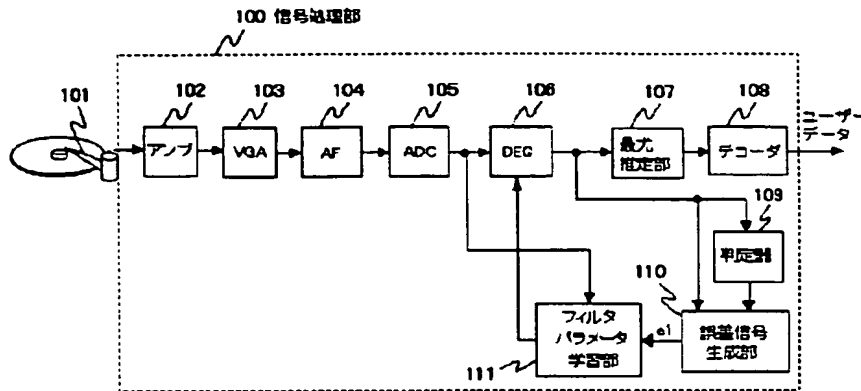 100 信号処理部
101
102
103
104
105
106
107
108
アンプ
VGA
AF
ADC
DEQ
最尤
推定部
デコーダ
ユーザー
データ
109
判定器
110
誤差信号
生成部
e1
フィルタ
パラメータ
学習部
111